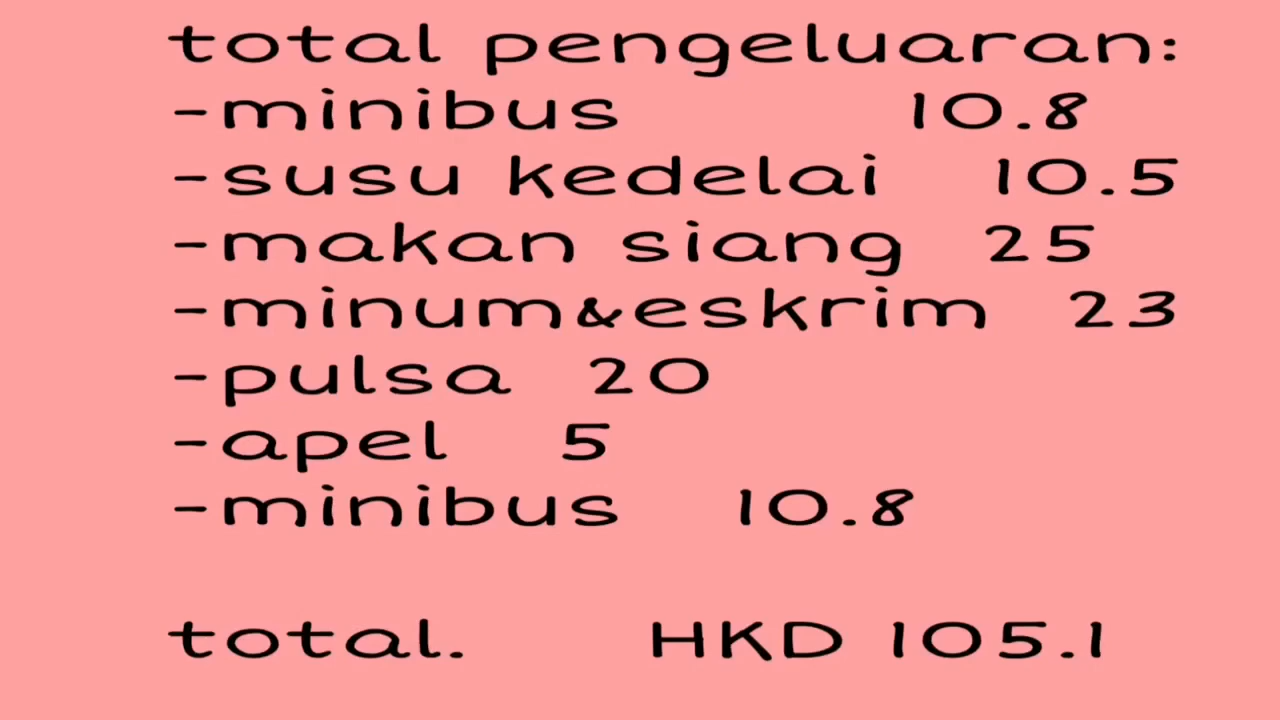 total pengeluaran:
-minibus 10.8
-susu kedelai 10.5
-makan siang 25
-minum&eskrim 23
-pulsa 20
-apel 5
-minibus 10.8
total. HKD 105.1